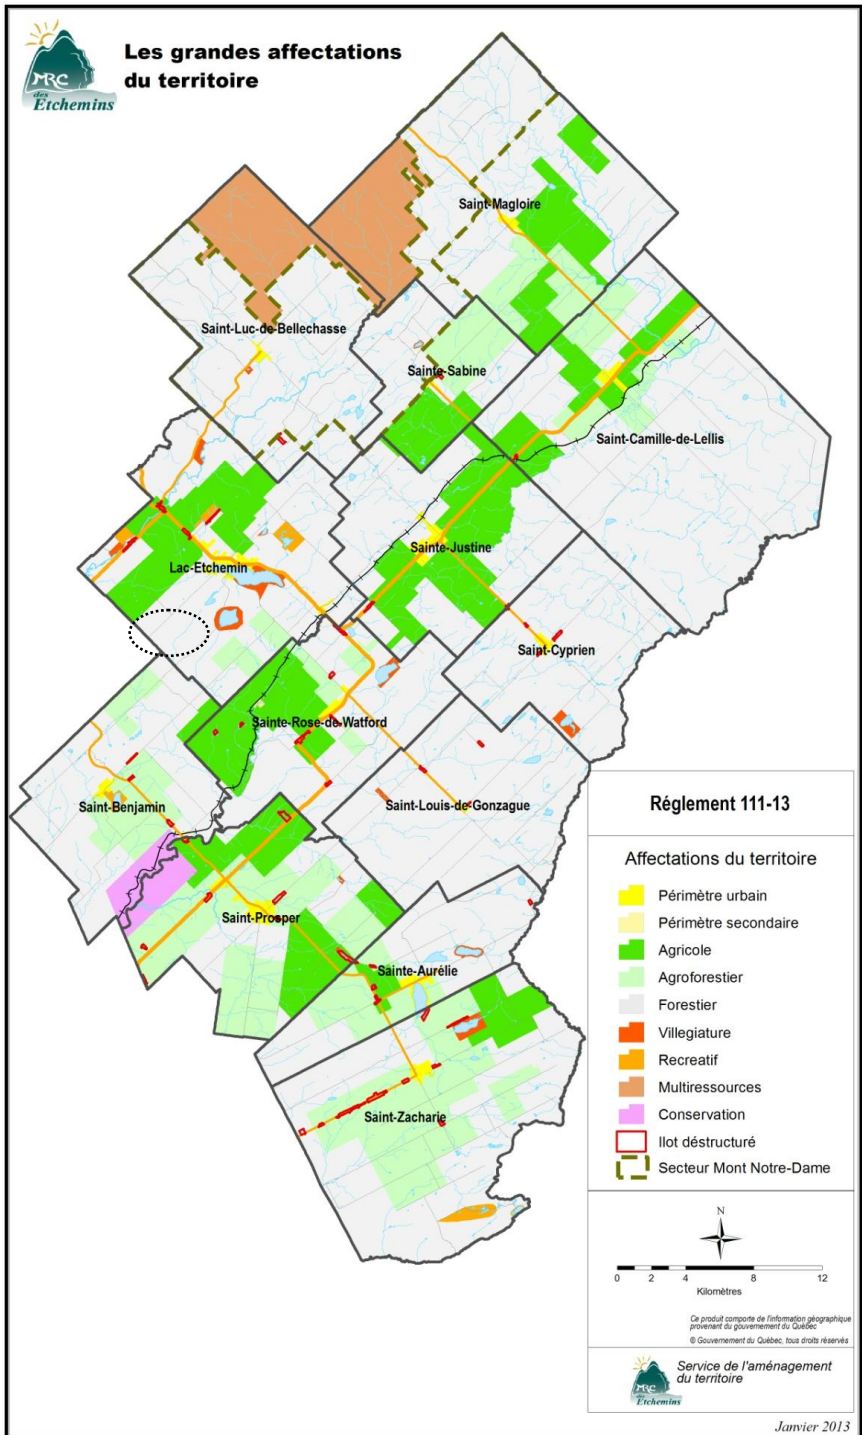 MRC
des
Etchemins
Les grandes affectations
du territoire
Saint-Magloire
Saint-Luc-de-Bellechasse
Sainte-Sabine
Saint-Camille-de-Lellis
Sainte-Justine
Lac-Etchemin
Saint-Cyprien
Sainte-Rose-de-Watford
Saint-Benjamin
Saint-Louis-de-Gonzague
Saint-Prosper
Sainte-Aurélie
Saint-Zacharie
Réglement 111-13
Affectations du territoire
Périmètre urbain
Périmètre secondaire
Agricole
Agroforestier
Forestier
Villegiature
Recreatif
Multiressources
Conservation
Ilot déstructuré
Secteur Mont Notre-Dame
N
0 2 4 8 12
Kilomètres
Ce produit comporte de l'information géographique
provenant du gouvernement du Québec
© Gouvernement du Québec, tous droits réservés
MRC
des
Etchemins
Service de l'aménagement
du territoire
Janvier 2013